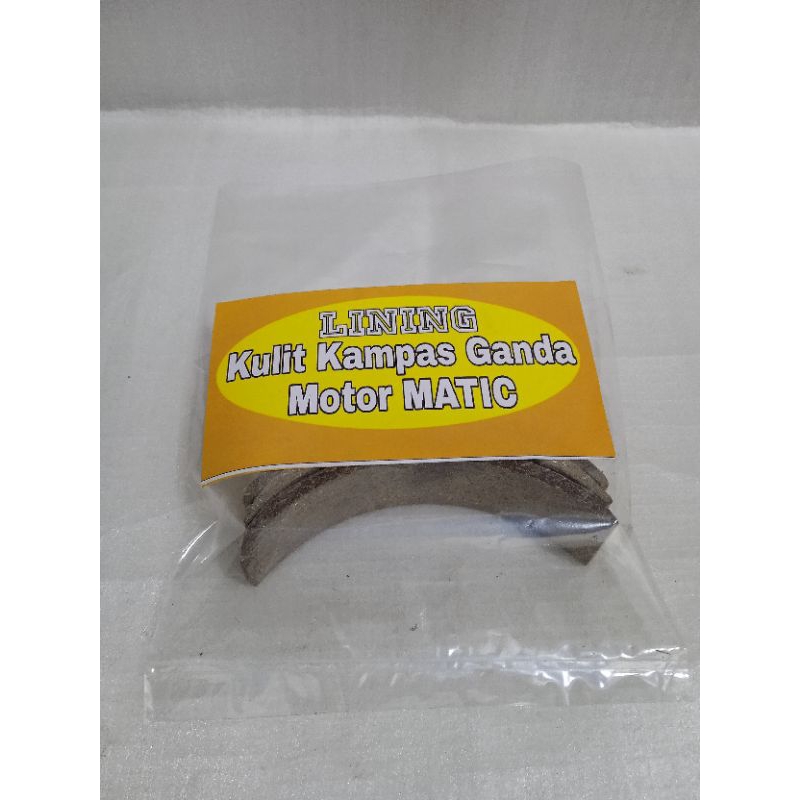 LINING
Kulit Kampas Ganda
Motor MATIC